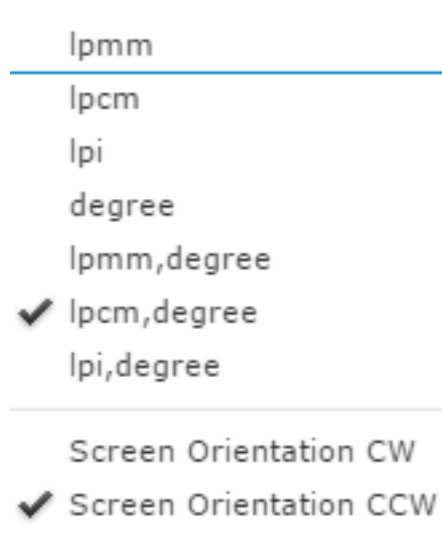 lpmm
lpcm
lpi
degree
lpmm,degree
lpcm,degree
lpi,degree
Screen Orientation CW
Screen Orientation CCW